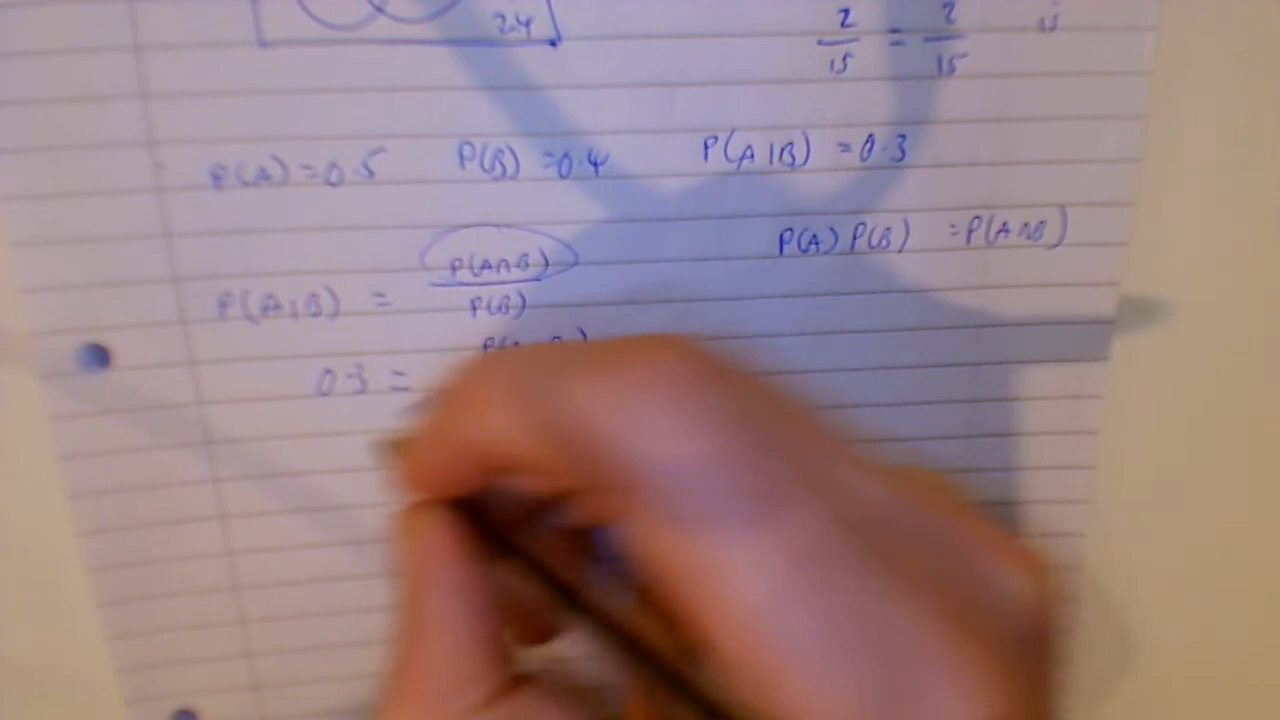 24
2/15 = 2/15
P(A) = 0.5 P(B) = 0.4 P(A|B) = 0.3
P(A) P(B) = P(A∩B)
P(A|B) = P(A∩B)/P(B)
0.3 =